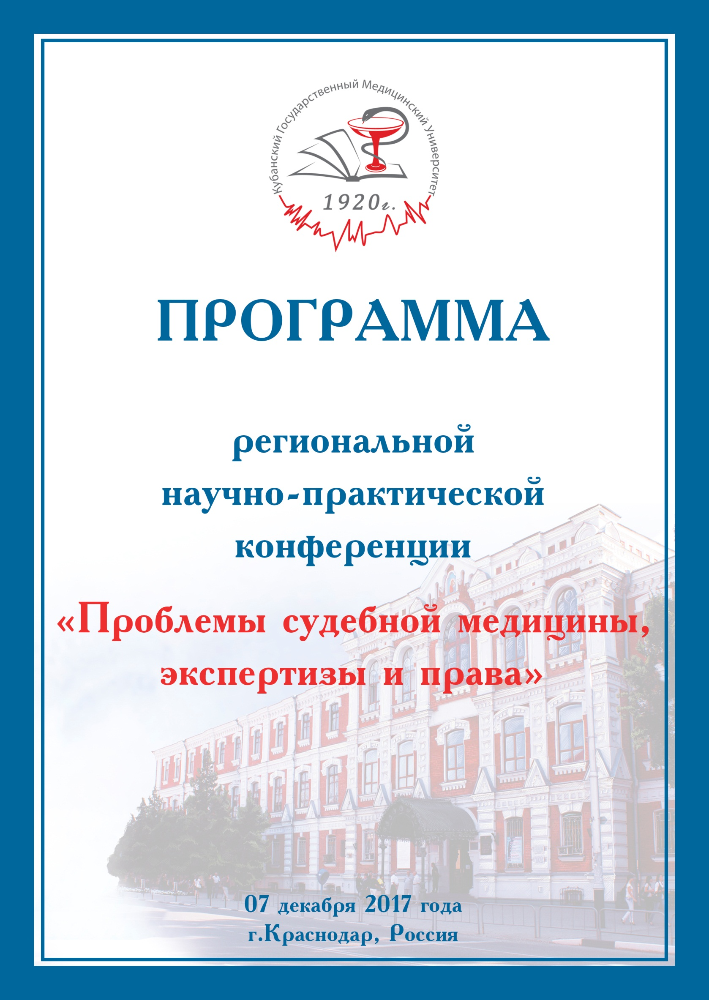 Кубанский Государственный Медицинский Университет
1920г.
ПРОГРАММА
региональной
научно-практической
конференции
«Проблемы судебной медицины,
экспертизы и права»
07 декабря 2017 года
г.Краснодар, Россия